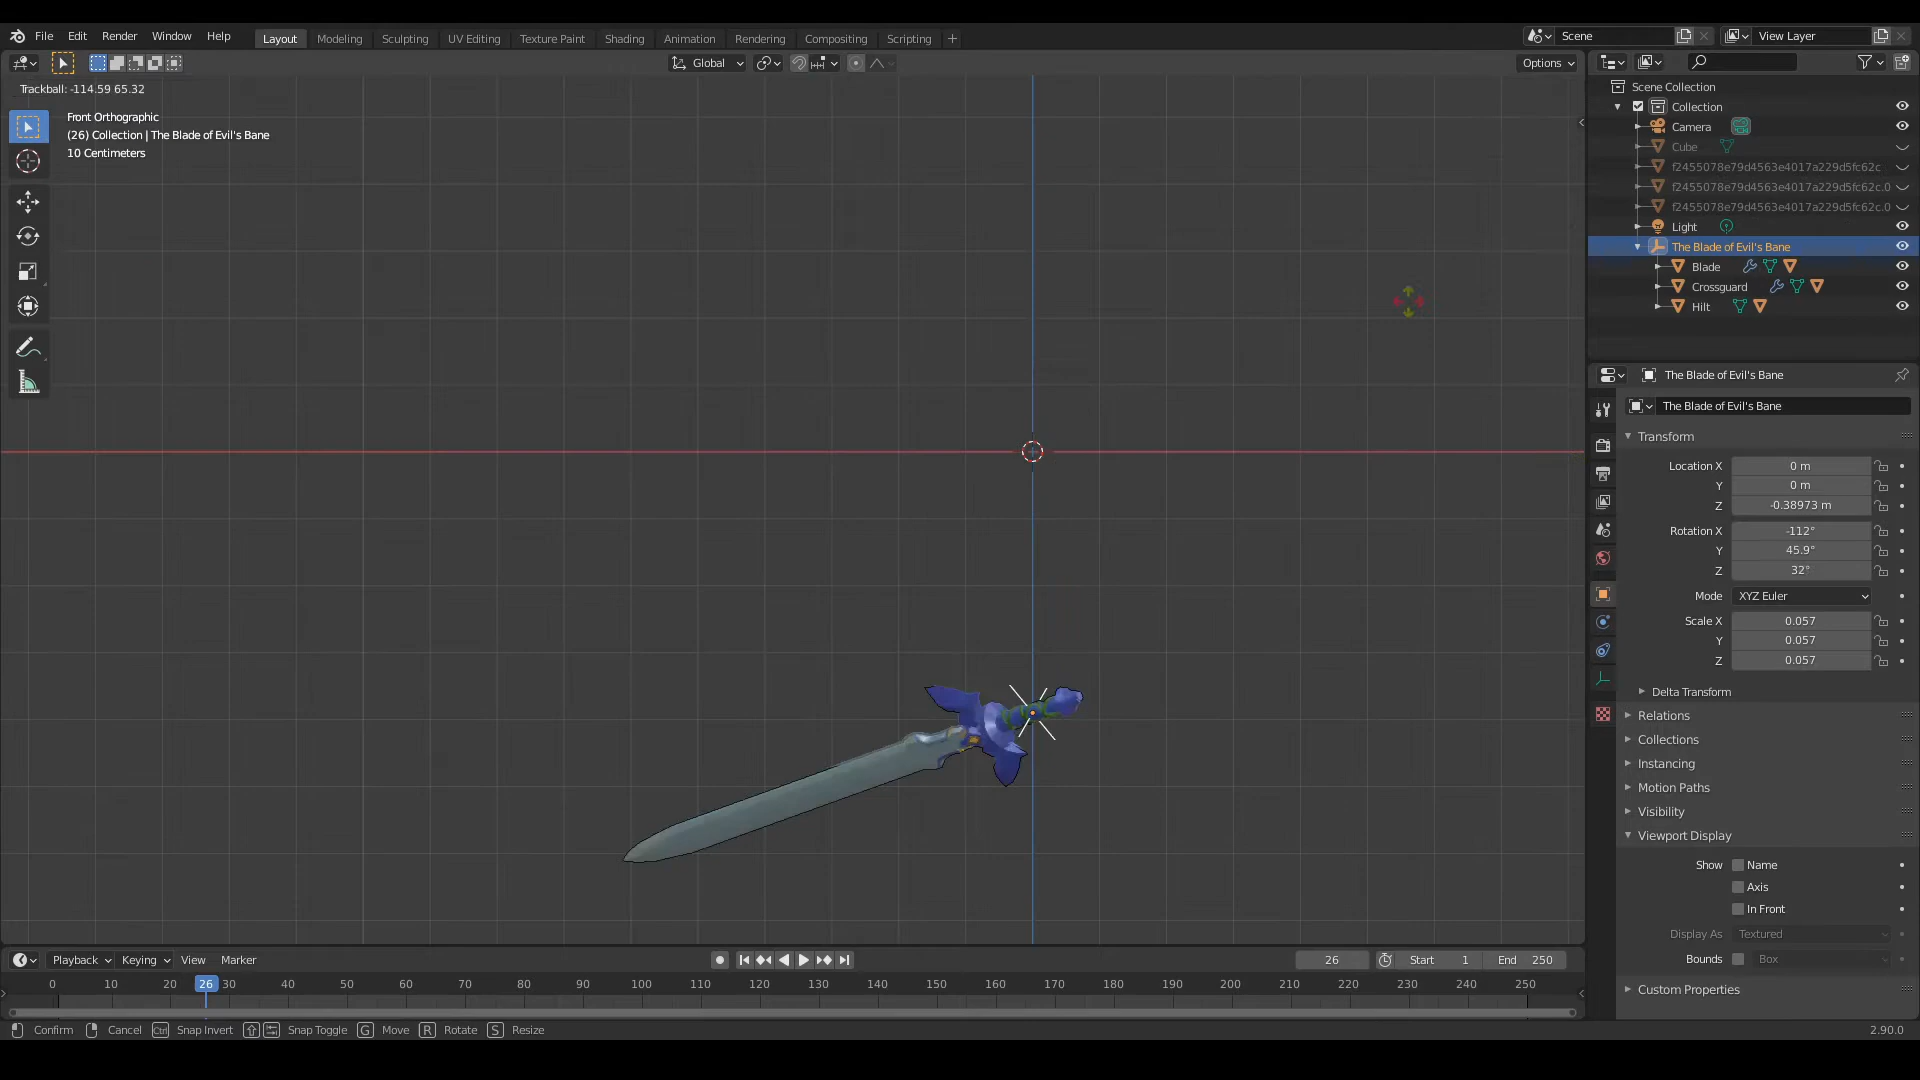 File Edit Render Window Help Layout Modeling Sculpting UV Editing Texture Paint Shading Animation Rendering Compositing Scripting + Scene View Layer
Global Options
Trackball: -114.59 65.32
Front Orthographic
(26) Collection | The Blade of Evil's Bane
10 Centimeters
Scene Collection
Collection
Camera
Cube
f2455078e79d4563e4017a229d5fc62c
f2455078e79d4563e4017a229d5fc62c.0
f2455078e79d4563e4017a229d5fc62c.0
Light
The Blade of Evil's Bane
Blade
Crossguard
Hilt
The Blade of Evil's Bane
The Blade of Evil's Bane
Transform
Location X 0 m
Y 0 m
Z -0.38973 m
Rotation X -112°
Y 45.9°
Z 32°
Mode XYZ Euler
Scale X 0.057
Y 0.057
Z 0.057
Delta Transform
Relations
Collections
Instancing
Motion Paths
Visibility
Viewport Display
Show Name
Axis
In Front
Display As Textured
Bounds Box
Custom Properties
Playback Keying View Marker 26 Start 1 End 250
0 10 20 26 30 40 50 60 70 80 90 100 110 120 130 140 150 160 170 180 190 200 210 220 230 240 250
Confirm Cancel Ctrl Snap Invert Snap Toggle G Move R Rotate S Resize 2.90.0